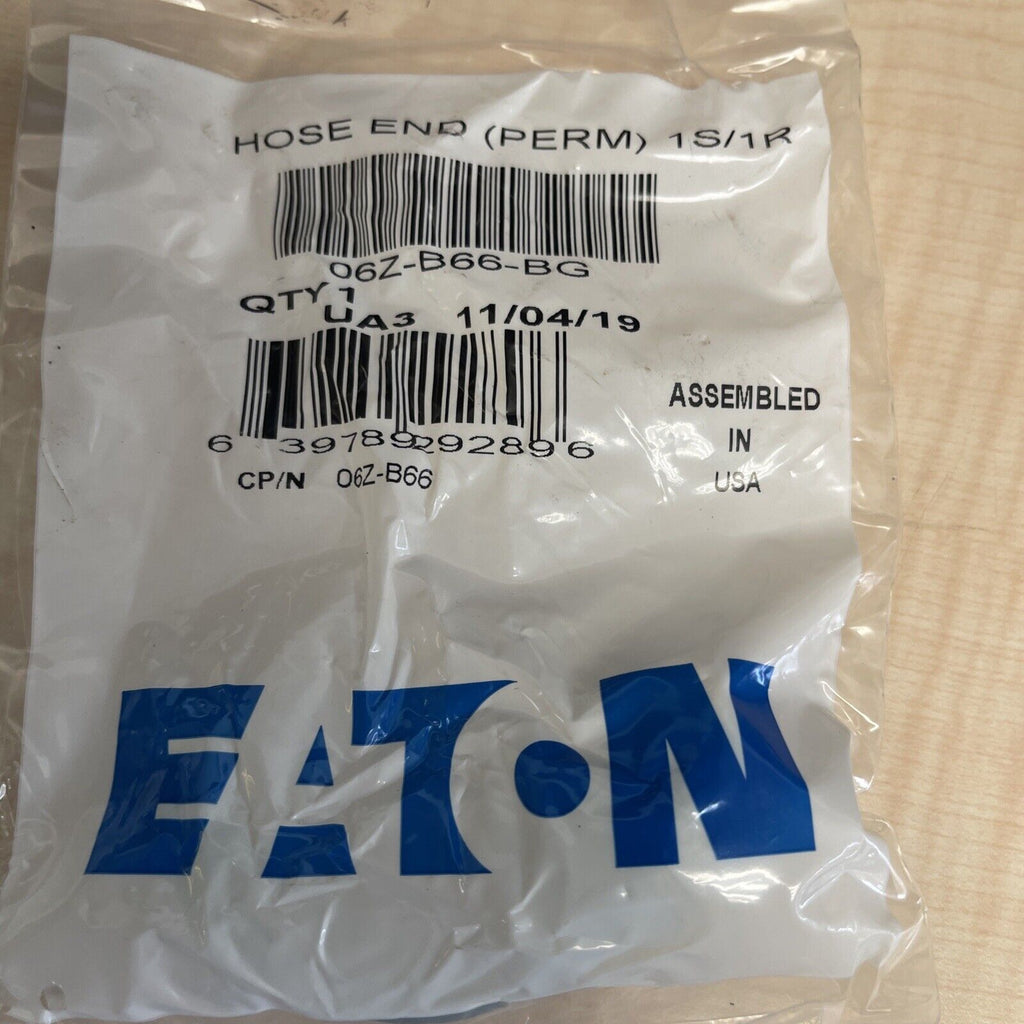 HOSE END (PERM) 1S/1R
06Z-B66-BG
QTY 1
UA3 11/04/19
6 39789 29289 6
CP/N 06Z-B66
ASSEMBLED
IN
USA
EATON